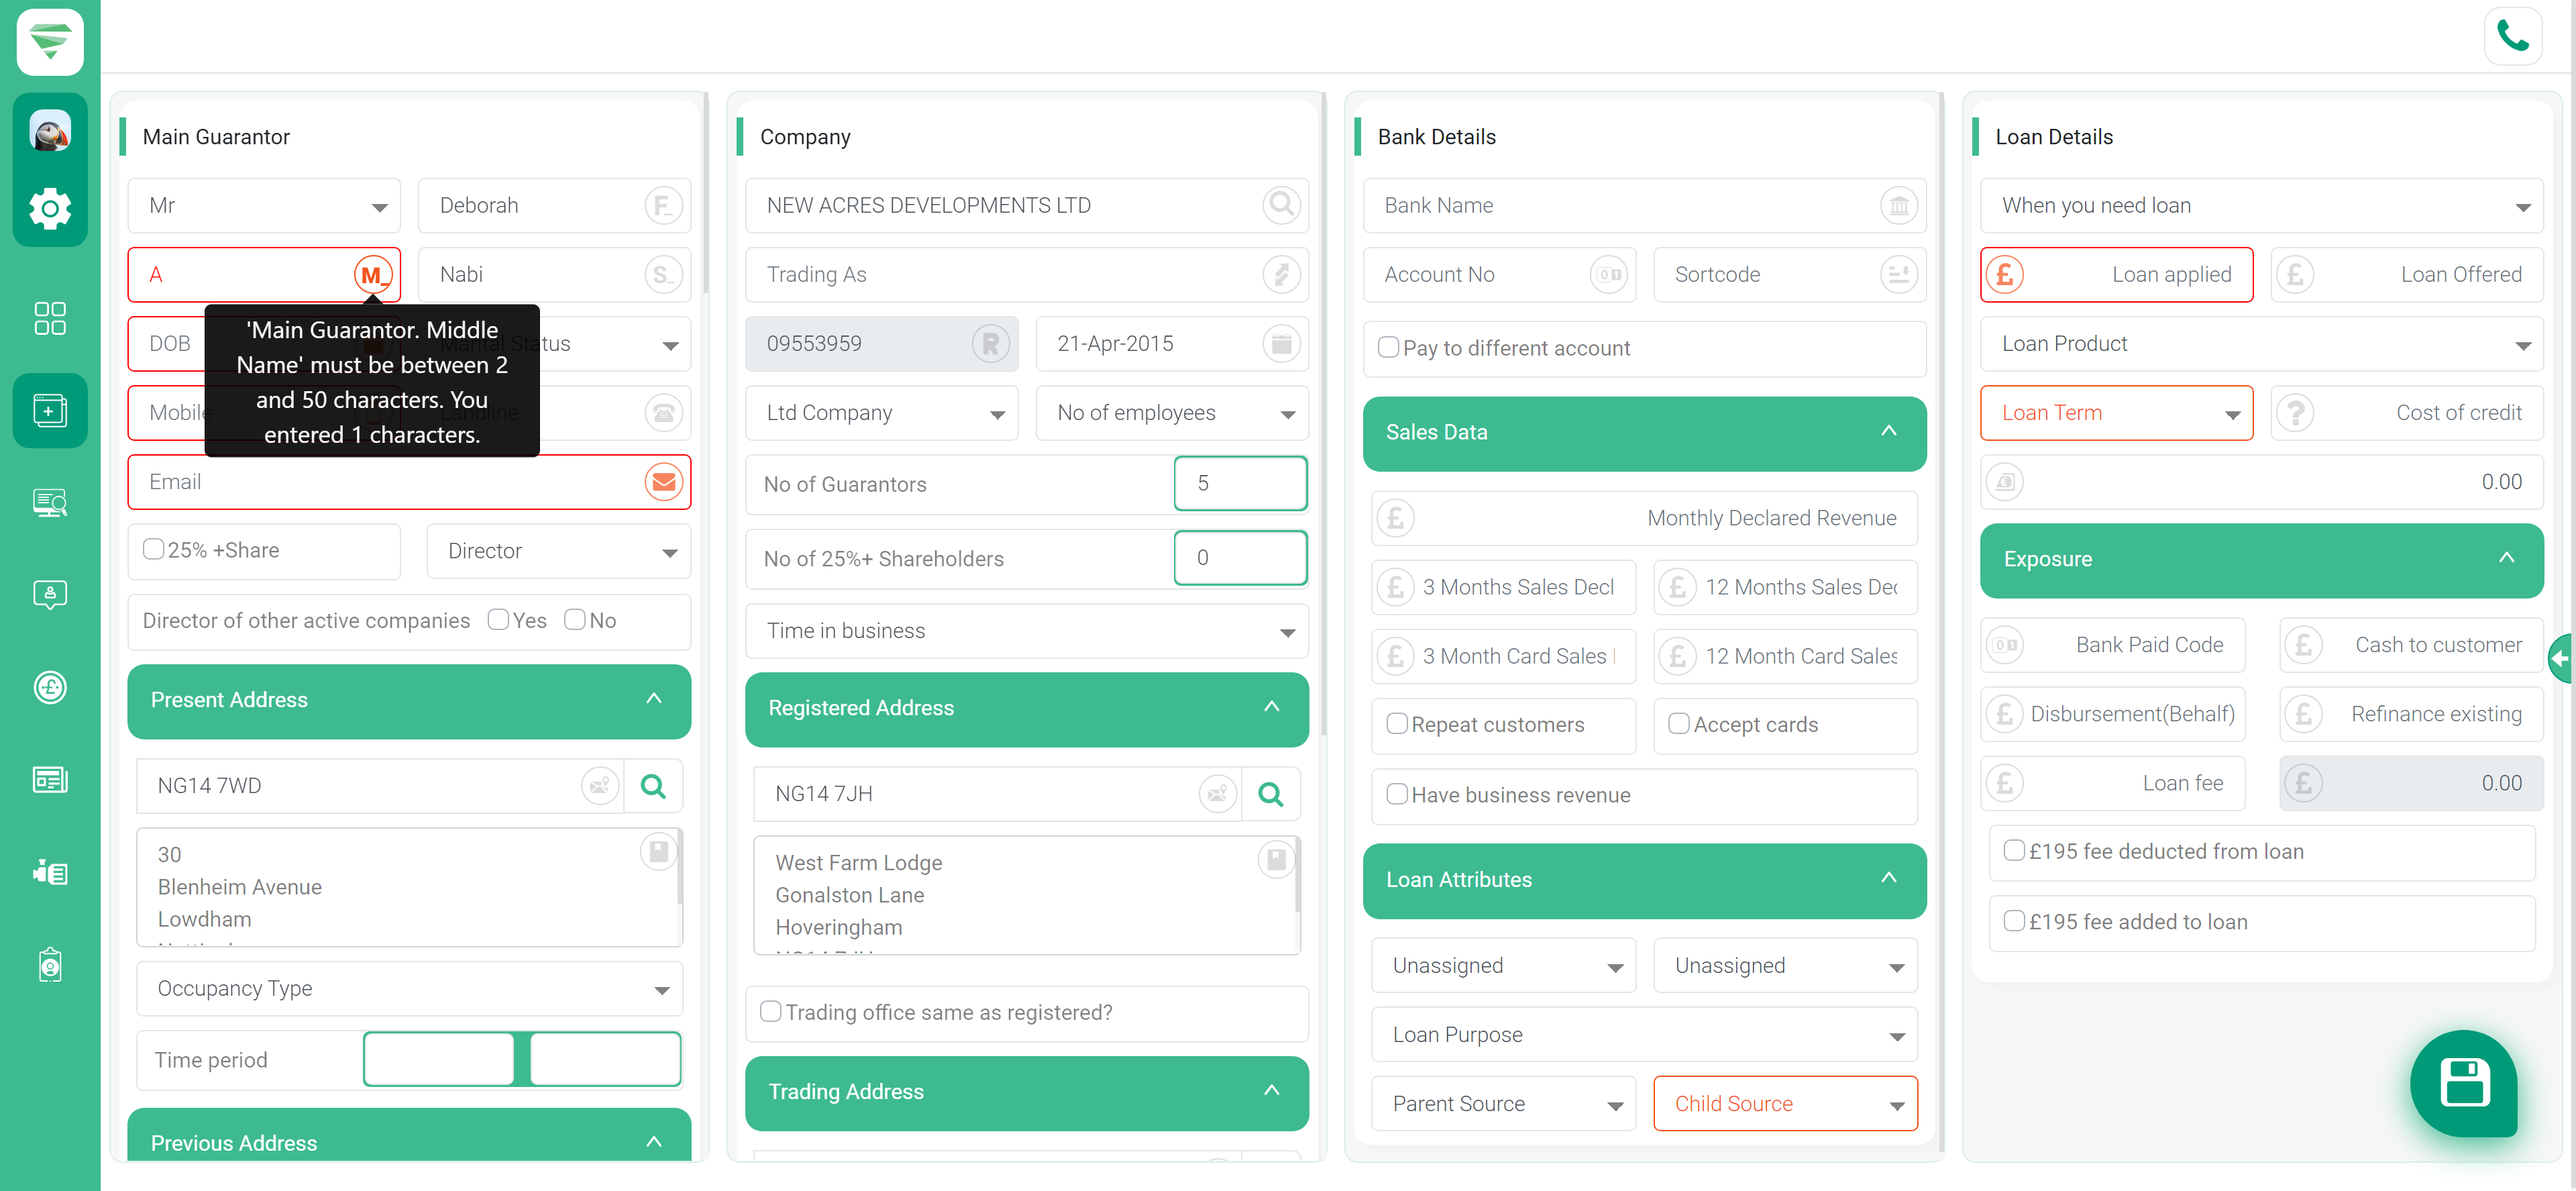 Main Guarantor
Mr
Deborah
F_
A
M_
Nabi
S_
DOB
'Main Guarantor. Middle
Name' must be between 2
and 50 characters. You
entered 1 characters.
Marital Status
Mobile
Landline
Email
25% +Share
Director
Director of other active companies
Yes
No
Present Address
NG14 7WD
30
Blenheim Avenue
Lowdham
Occupancy Type
Time period
Previous Address
Company
NEW ACRES DEVELOPMENTS LTD
Trading As
09553959
R
21-Apr-2015
Ltd Company
No of employees
No of Guarantors
5
No of 25%+ Shareholders
0
Time in business
Registered Address
NG14 7JH
West Farm Lodge
Gonalston Lane
Hoveringham
NG14 7JH
Trading office same as registered?
Trading Address
Bank Details
Bank Name
Account No
Sortcode
Pay to different account
Sales Data
£ Monthly Declared Revenue
£ 3 Months Sales Decl
£ 12 Months Sales Dec
£ 3 Month Card Sales
£ 12 Month Card Sales
Repeat customers
Accept cards
Have business revenue
Loan Attributes
Unassigned
Unassigned
Loan Purpose
Parent Source
Child Source
Loan Details
When you need loan
£ Loan applied
£ Loan Offered
Loan Product
Loan Term
? Cost of credit
0.00
Exposure
Bank Paid Code
£ Cash to customer
£ Disbursement(Behalf)
£ Refinance existing
£ Loan fee
£ 0.00
£195 fee deducted from loan
£195 fee added to loan